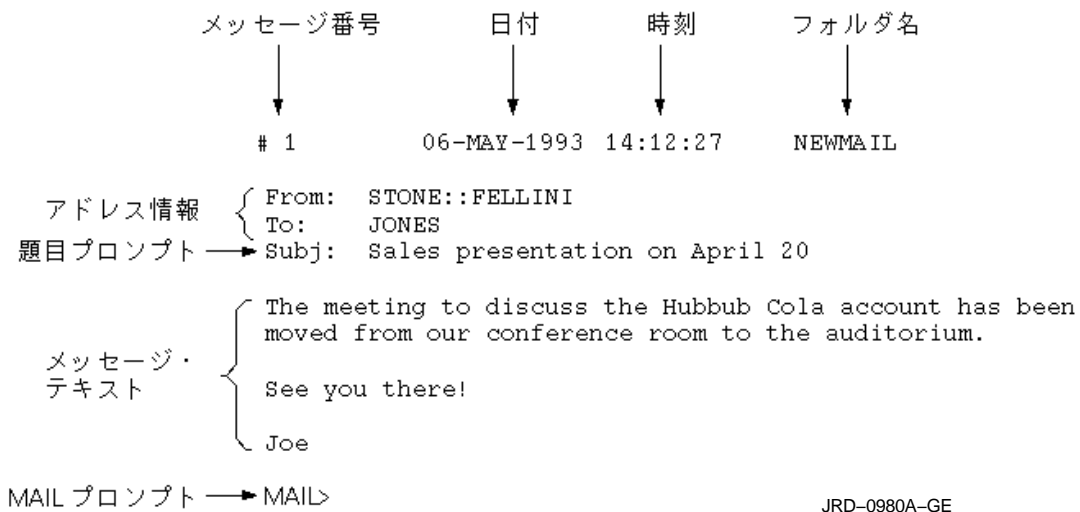 メッセージ番号 日付 時刻 フォルダ名
# 1 06-MAY-1993 14:12:27 NEWMAIL
アドレス情報
From: STONE::FELLINI
To: JONES
題目プロンプト Subj: Sales presentation on April 20
The meeting to discuss the Hubbub Cola account has been
moved from our conference room to the auditorium.
メッセージ・
テキスト
See you there!
Joe
MAIL プロンプト MAIL>
JRD-0980A-GE